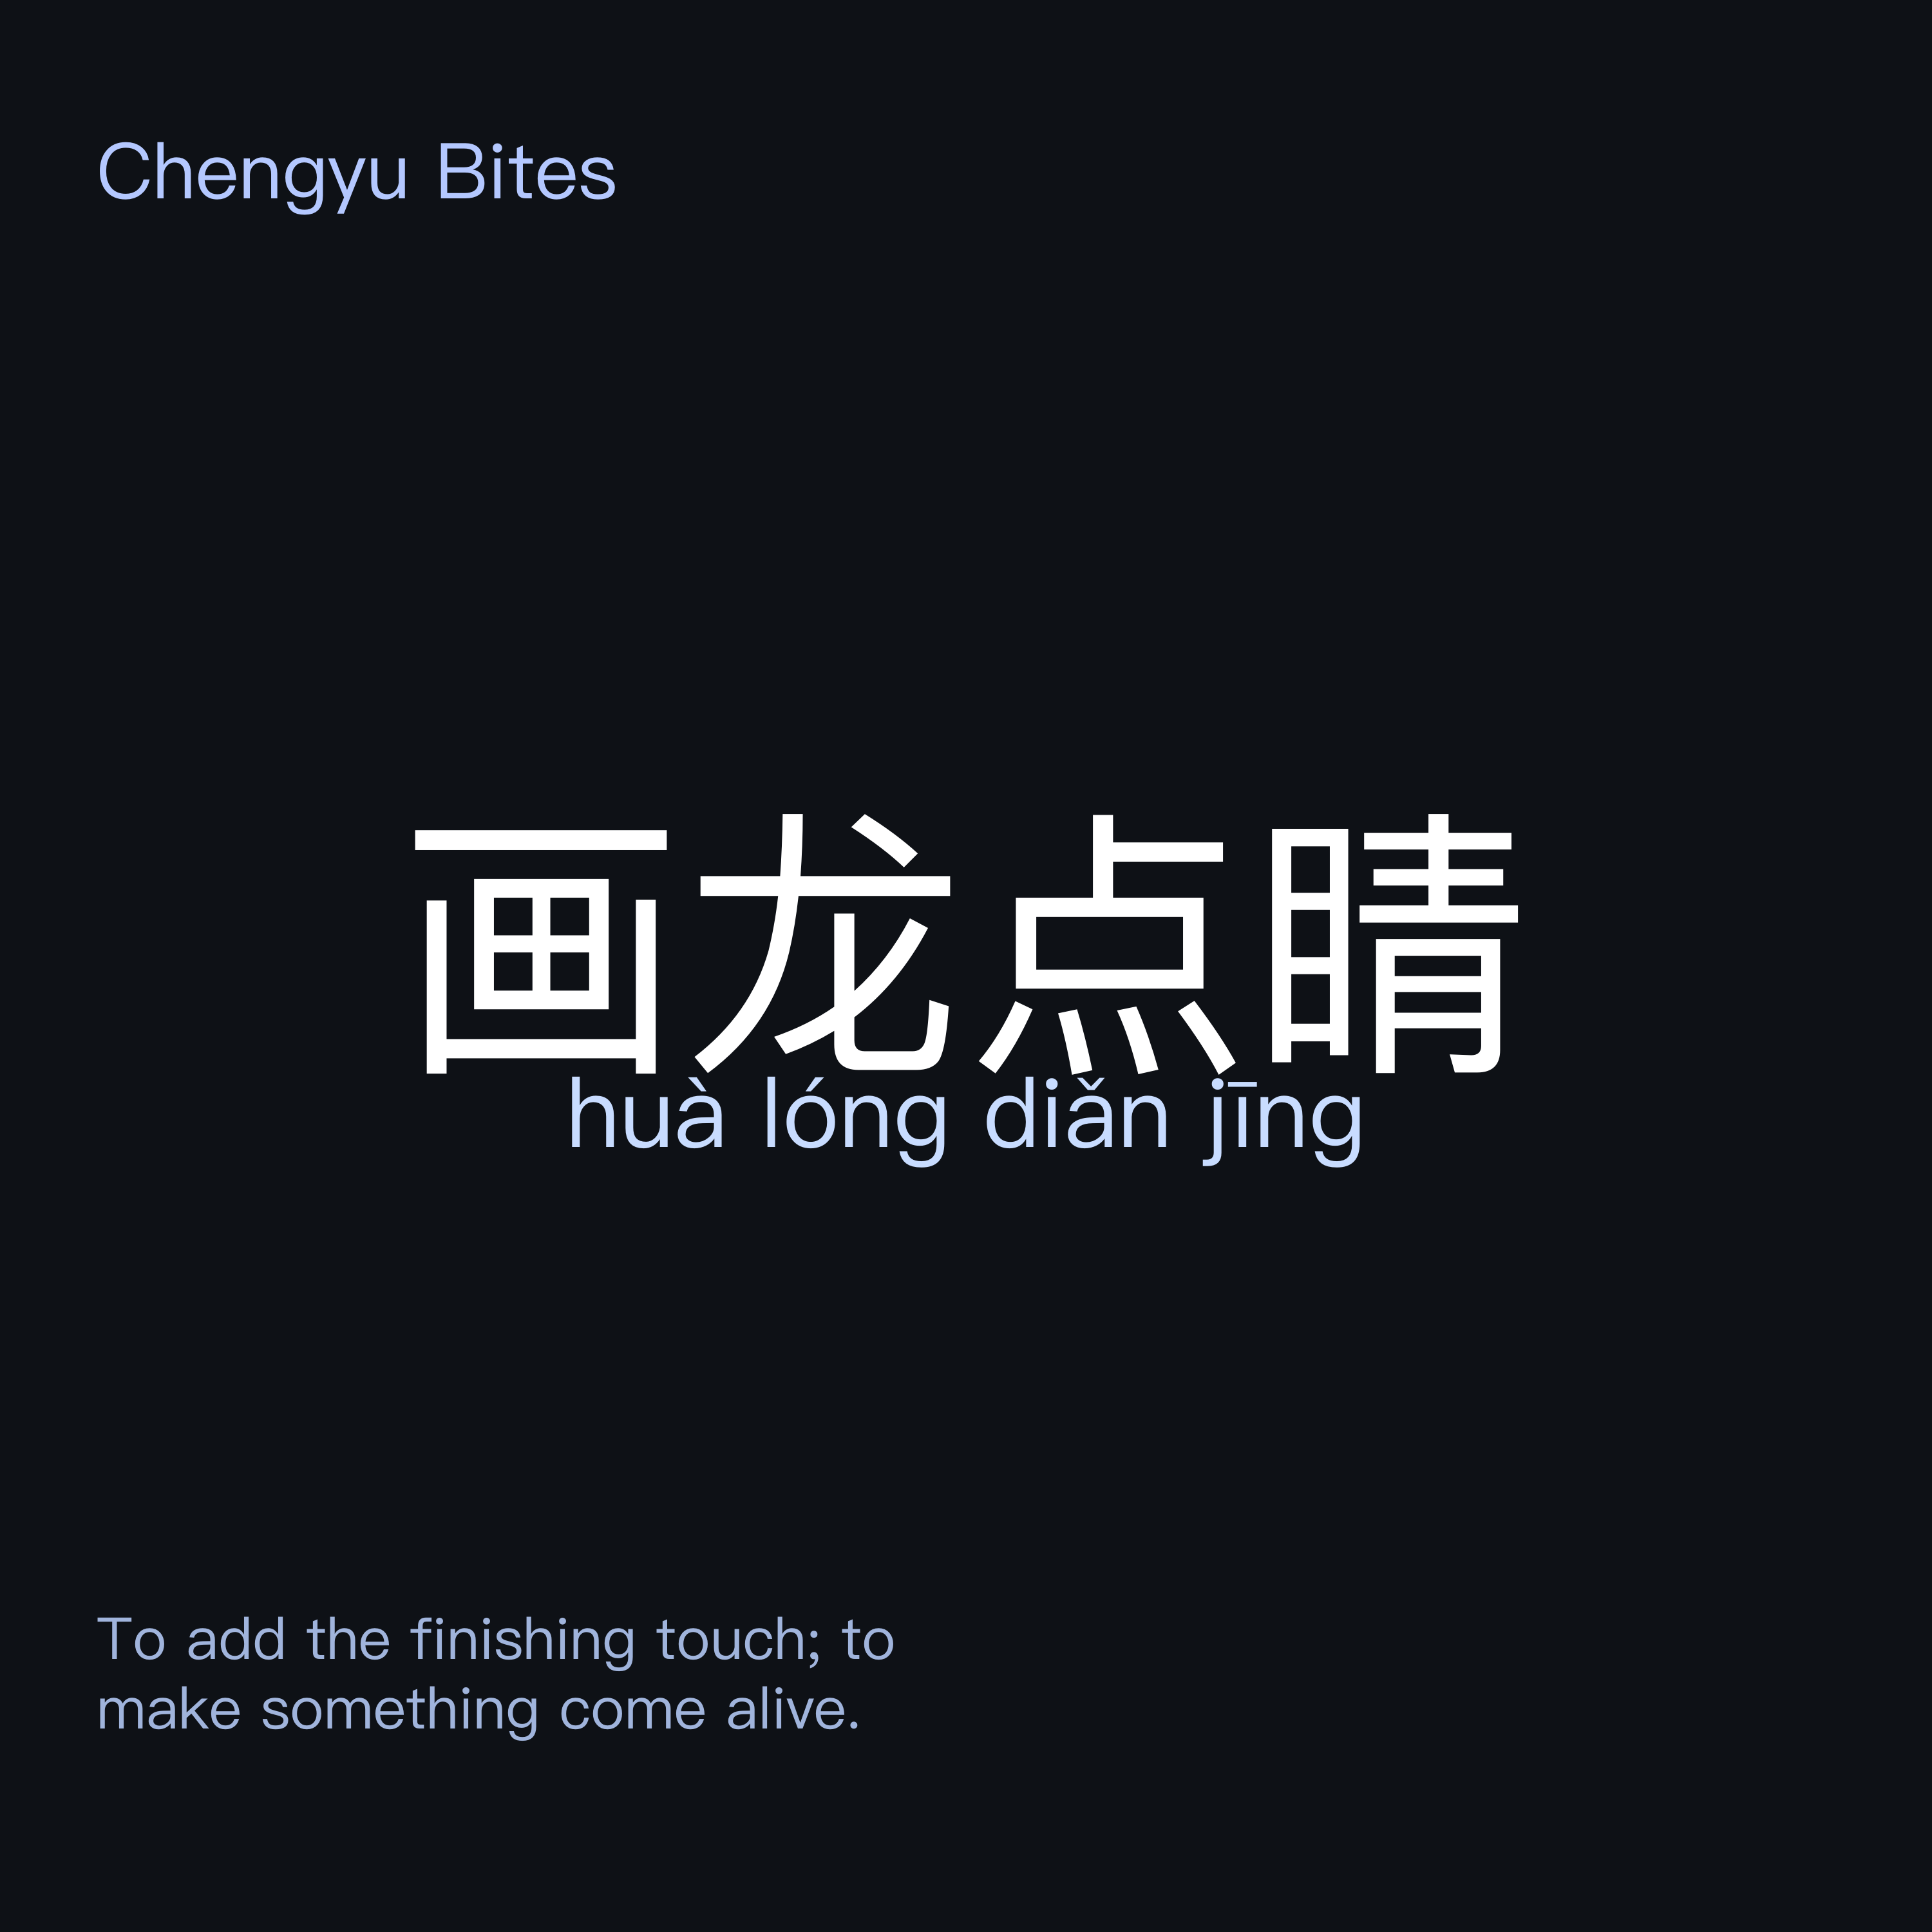 Chengyu Bites
画龙点睛
huà lóng diǎn jīng
To add the finishing touch; to
make something come alive.